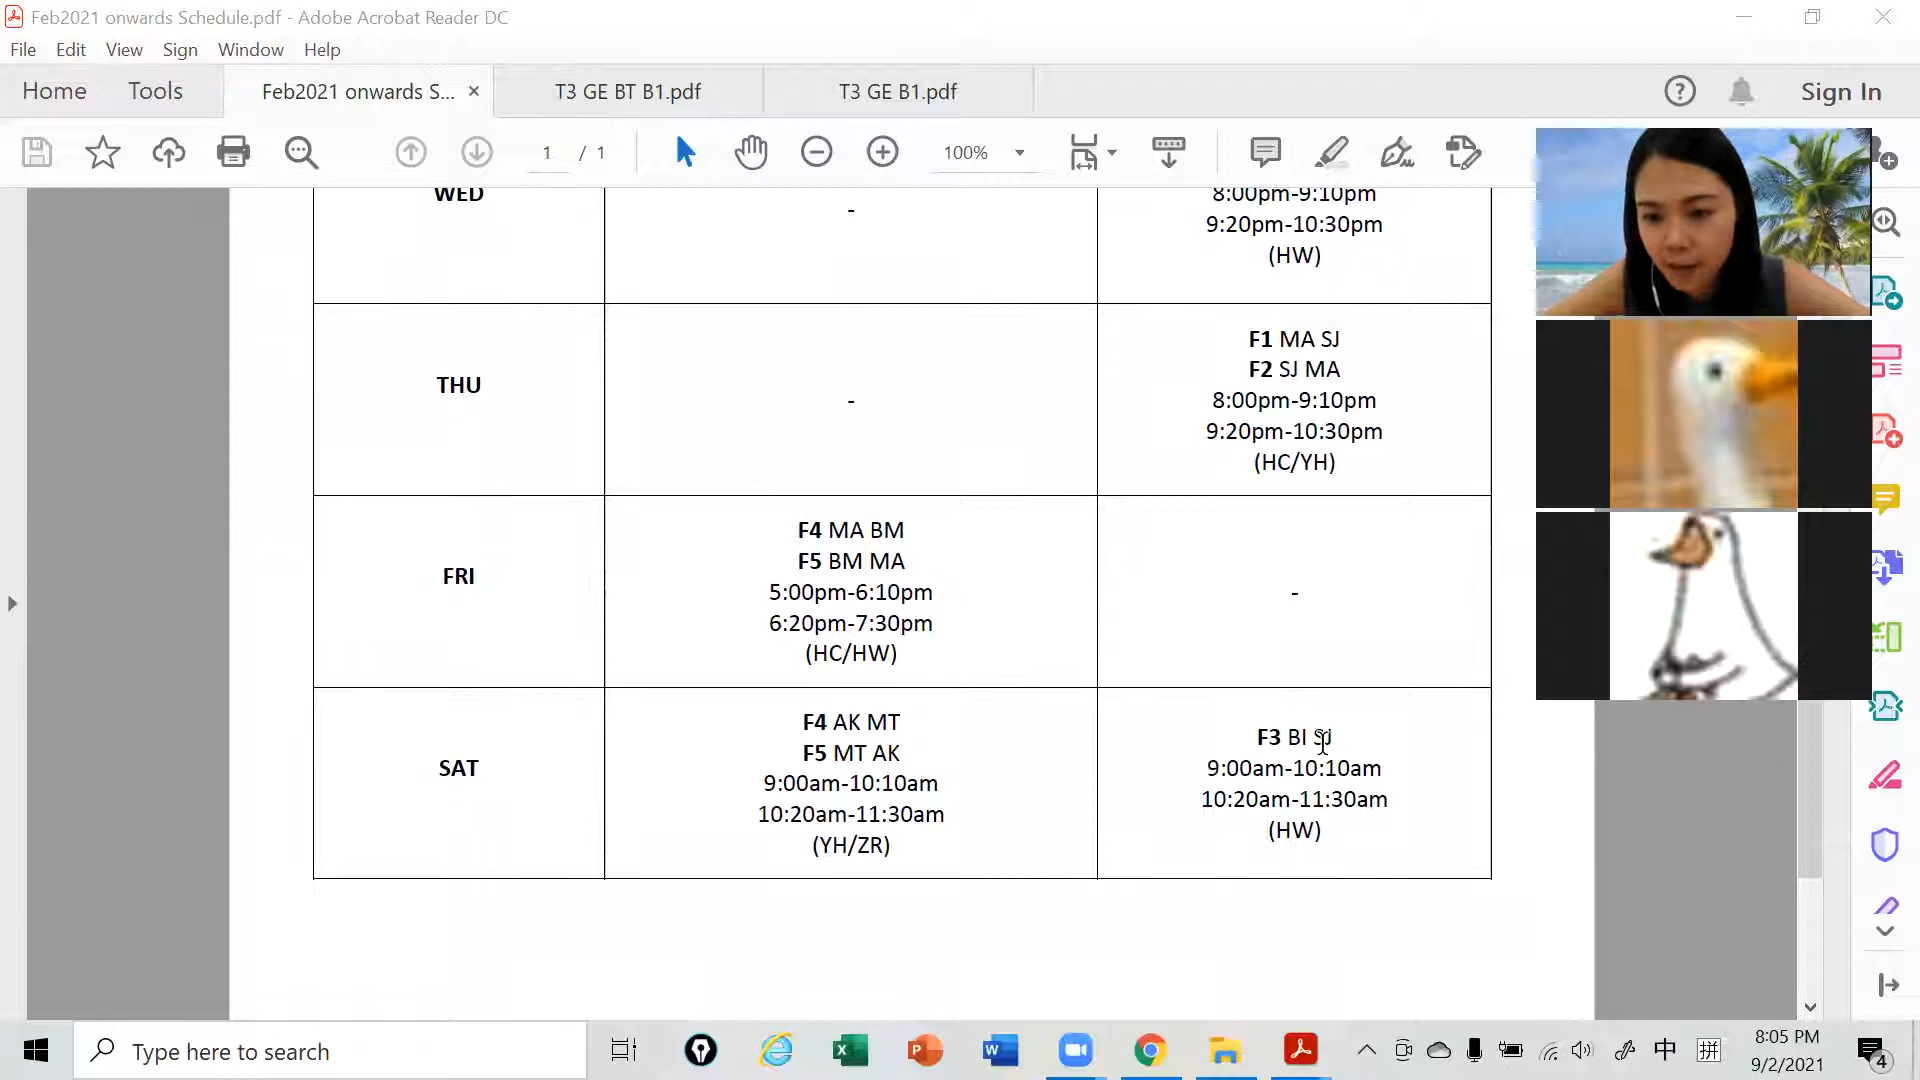 Feb2021 onwards Schedule.pdf - Adobe Acrobat Reader DC
File Edit View Sign Window Help
Home Tools Feb2021 onwards S... × T3 GE BT B1.pdf T3 GE B1.pdf Sign In
1 / 1 100%
WED
-
8:00pm-9:10pm
9:20pm-10:30pm
(HW)
THU
-
F1 MA SJ
F2 SJ MA
8:00pm-9:10pm
9:20pm-10:30pm
(HC/YH)
FRI
F4 MA BM
F5 BM MA
5:00pm-6:10pm
6:20pm-7:30pm
(HC/HW)
-
SAT
F4 AK MT
F5 MT AK
9:00am-10:10am
10:20am-11:30am
(YH/ZR)
F3 BI SJ
9:00am-10:10am
10:20am-11:30am
(HW)
Type here to search
中 拼
8:05 PM
9/2/2021
4